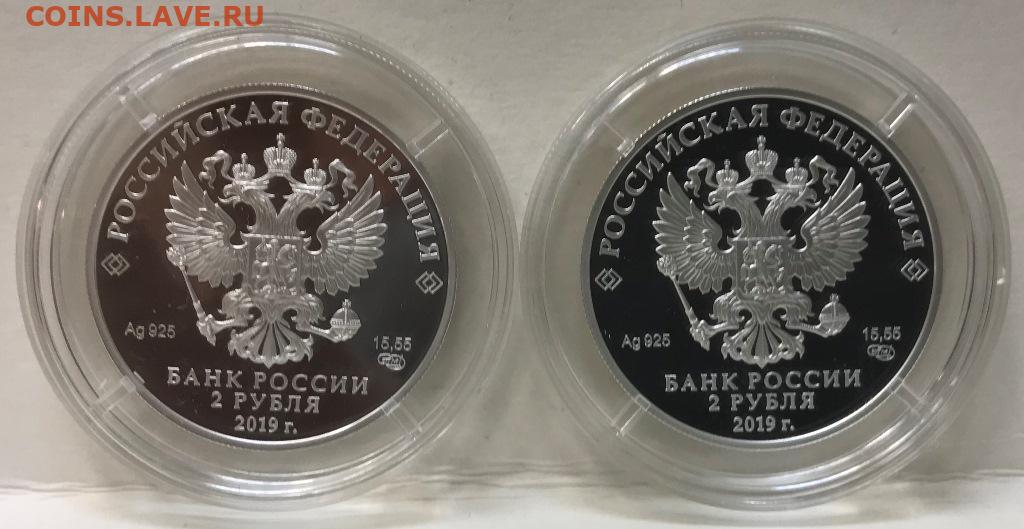 COINS.LAVE.RU
РОССИЙСКАЯ ФЕДЕРАЦИЯ
Ag 925
15,55
БАНК РОССИИ
2 РУБЛЯ
2019 г.
РОССИЙСКАЯ ФЕДЕРАЦИЯ
Ag 925
15,55
БАНК РОССИИ
2 РУБЛЯ
2019 г.